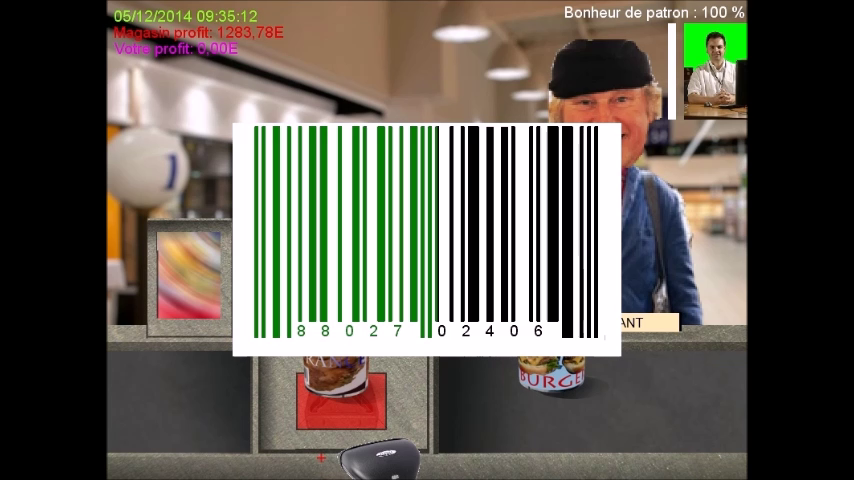 05/12/2014 09:35:12
Bonheur de patron : 100 %
Magasin profit: 1283,78E
Votre profit: 0,00E
88027 02406
ANT
BURGE